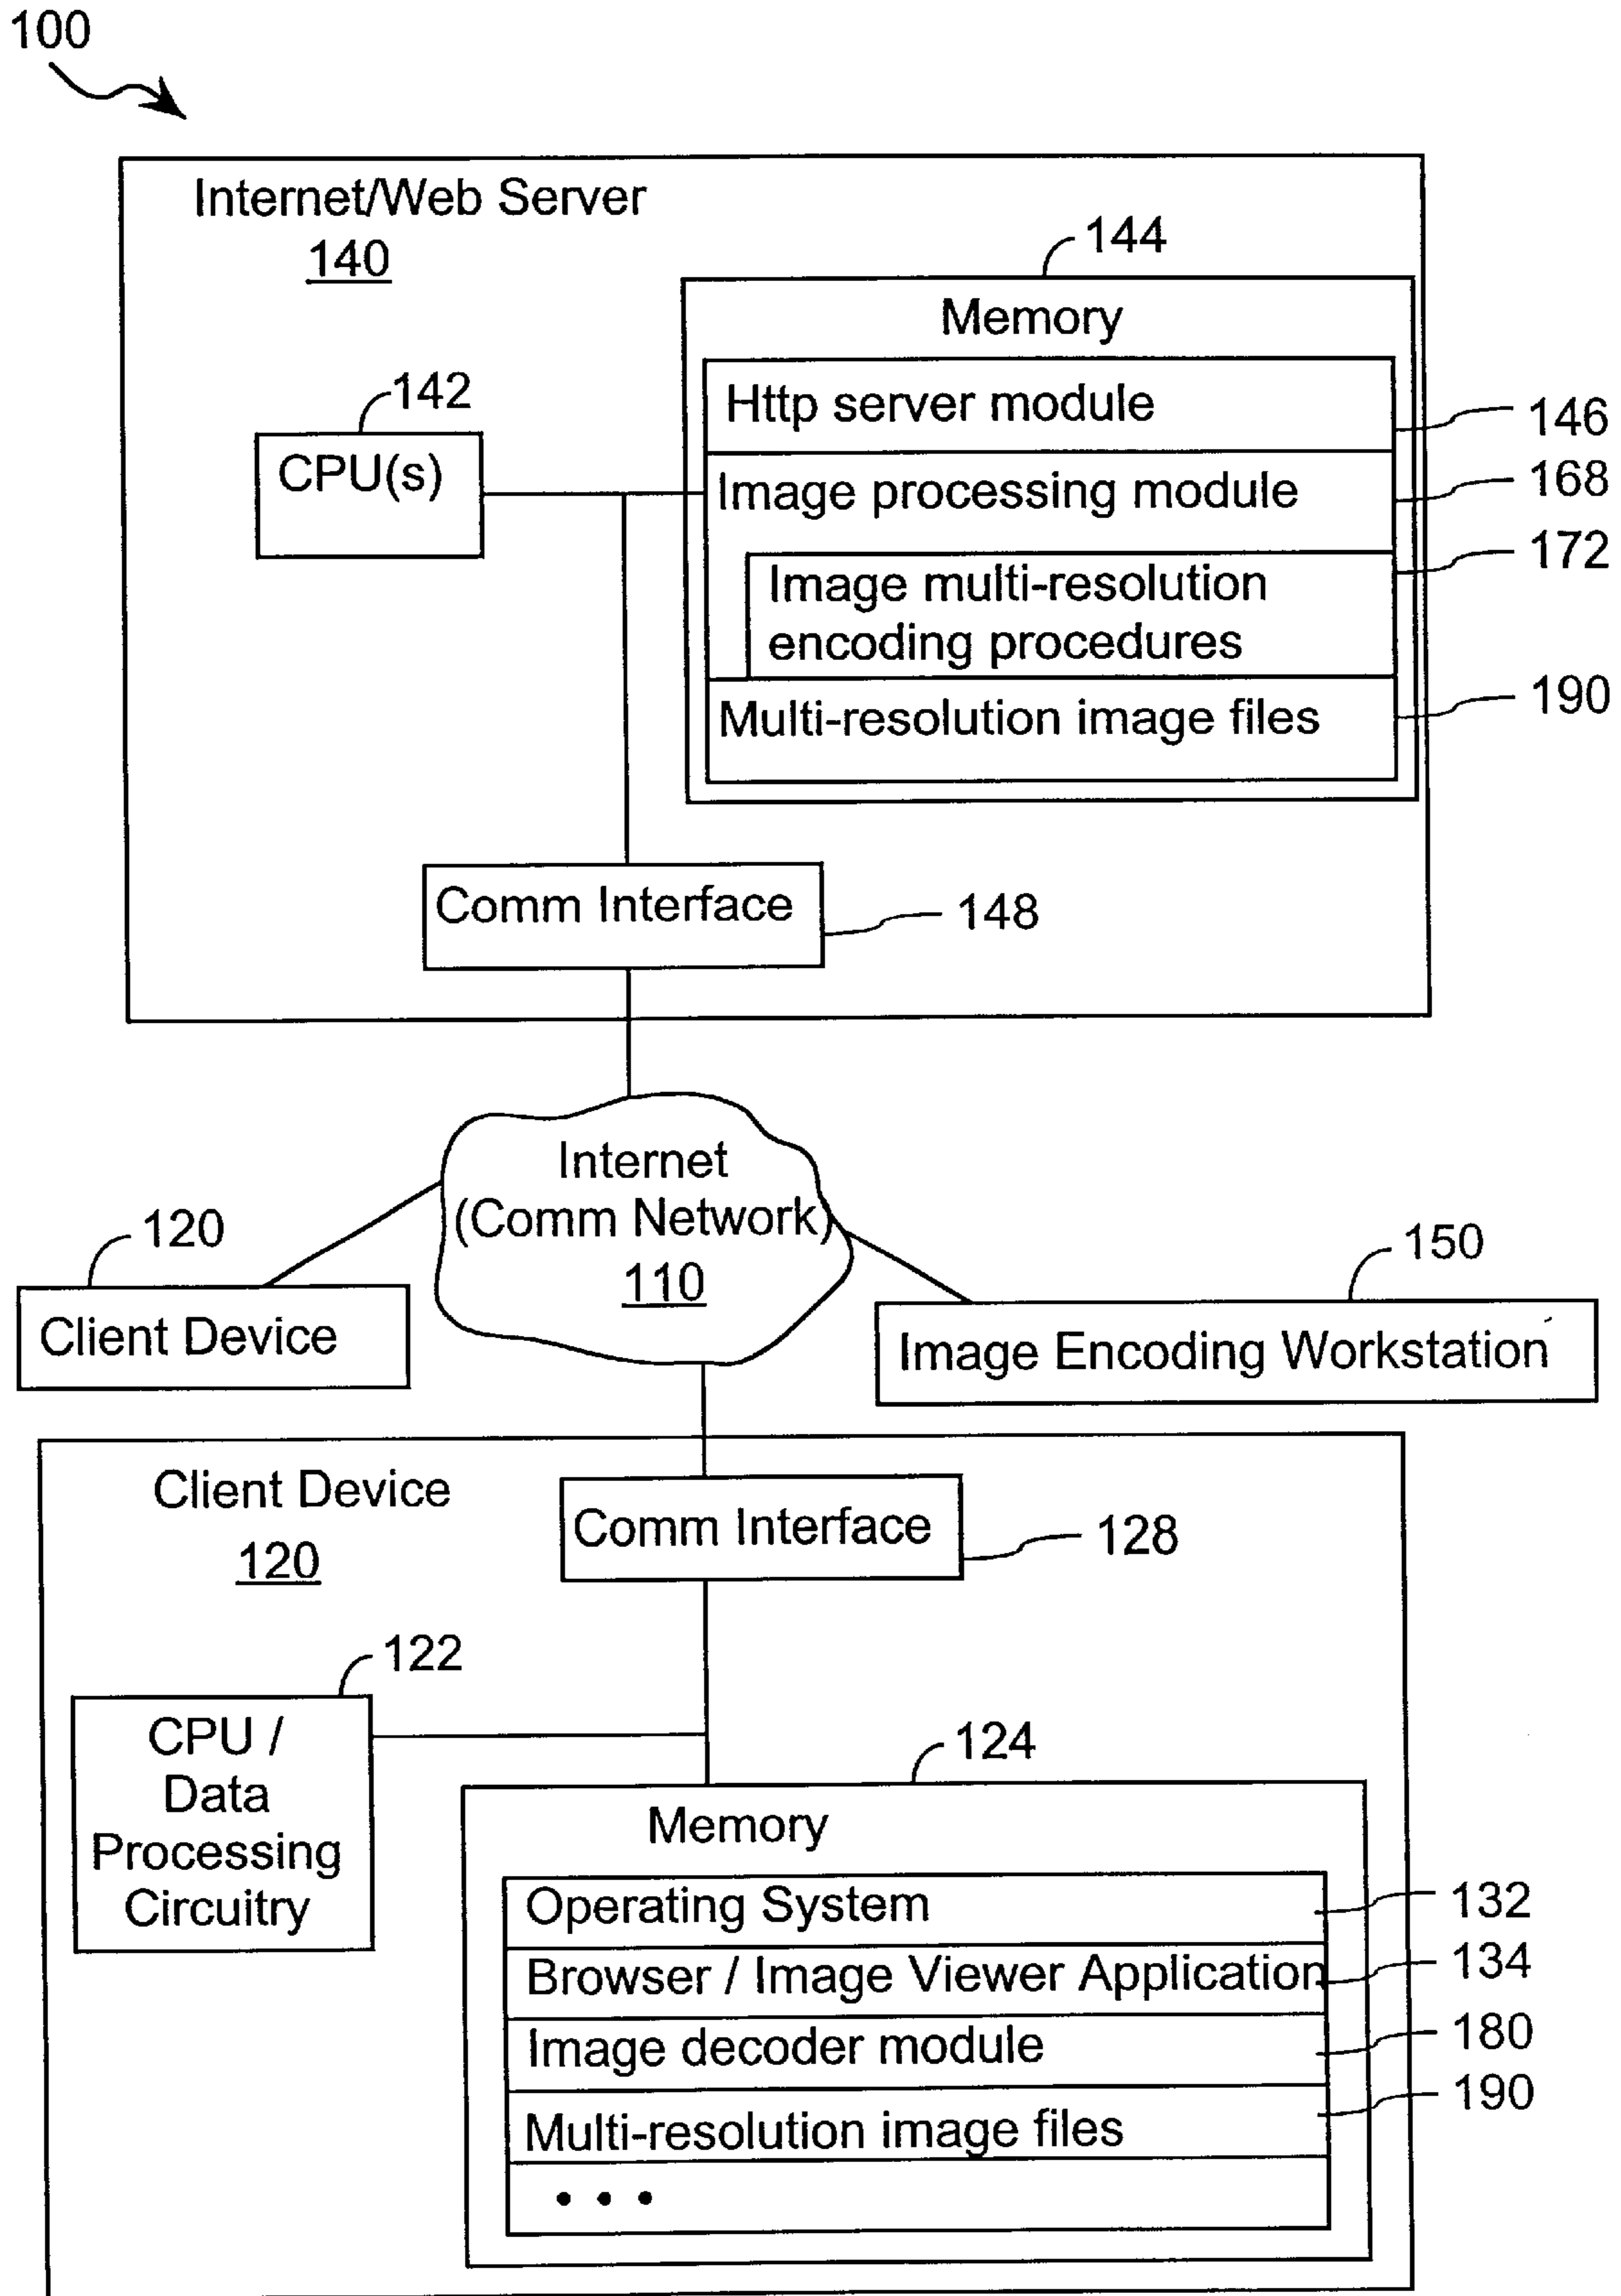 100
Internet/Web Server
140
144
Memory
142
CPU(s)
Http server module
146
Image processing module
168
172
Image multi-resolution
encoding procedures
190
Multi-resolution image files
Comm Interface
148
Internet
(Comm Network)
110
120
Client Device
150
Image Encoding Workstation
Client Device
120
Comm Interface
128
122
CPU /
Data
Processing
Circuitry
124
Memory
Operating System
132
Browser / Image Viewer Application
134
Image decoder module
180
Multi-resolution image files
190
• • •